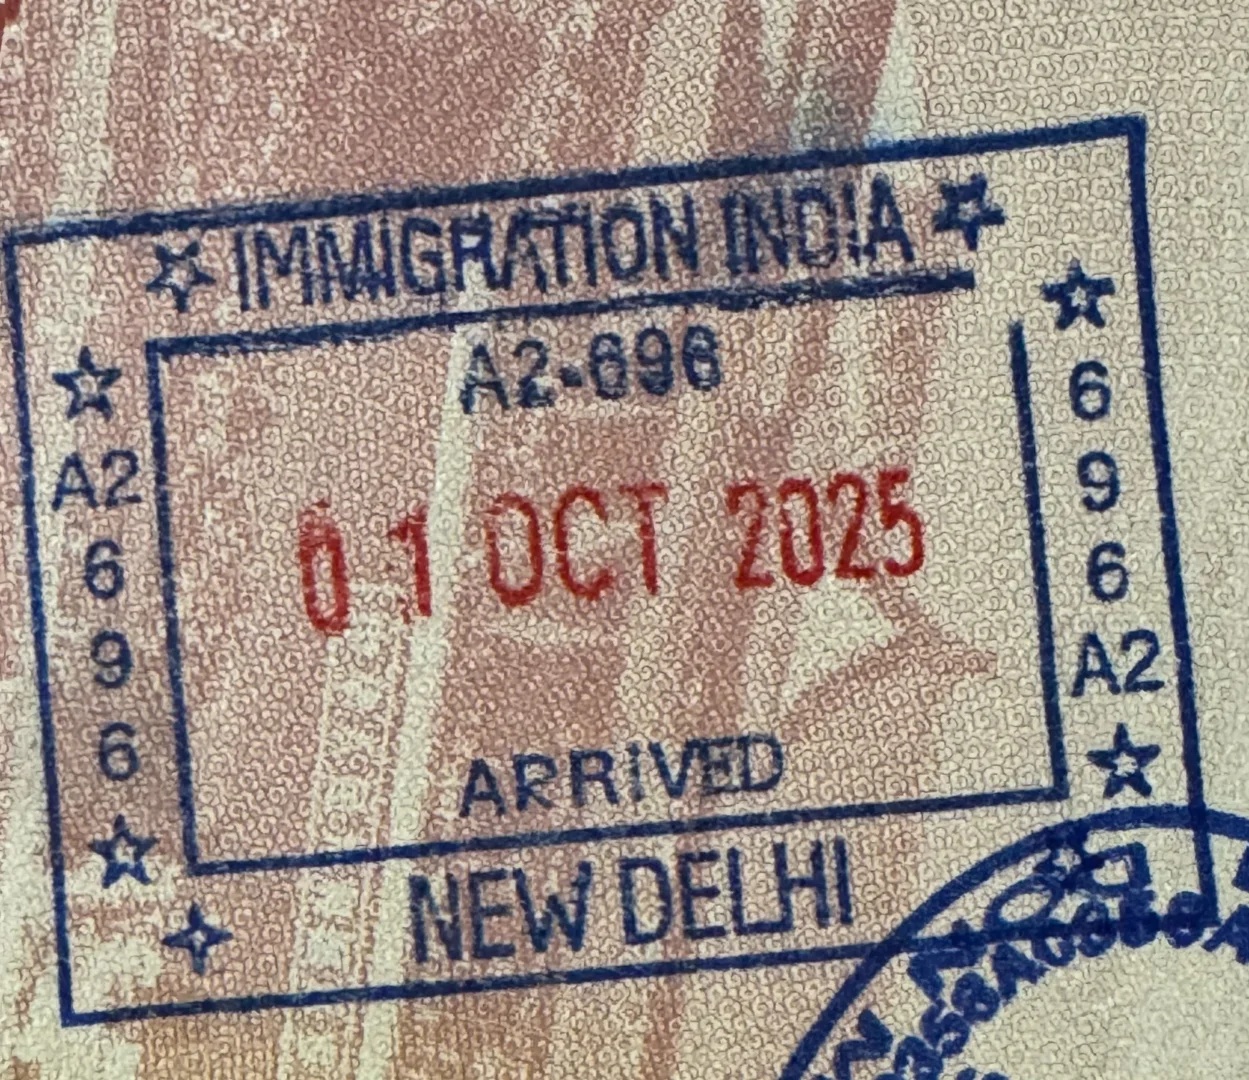 IMMIGRATION INDIA
A2-696
A2
6
9
6
01 OCT 2025
6
9
6
A2
ARRIVED
NEW DELHI